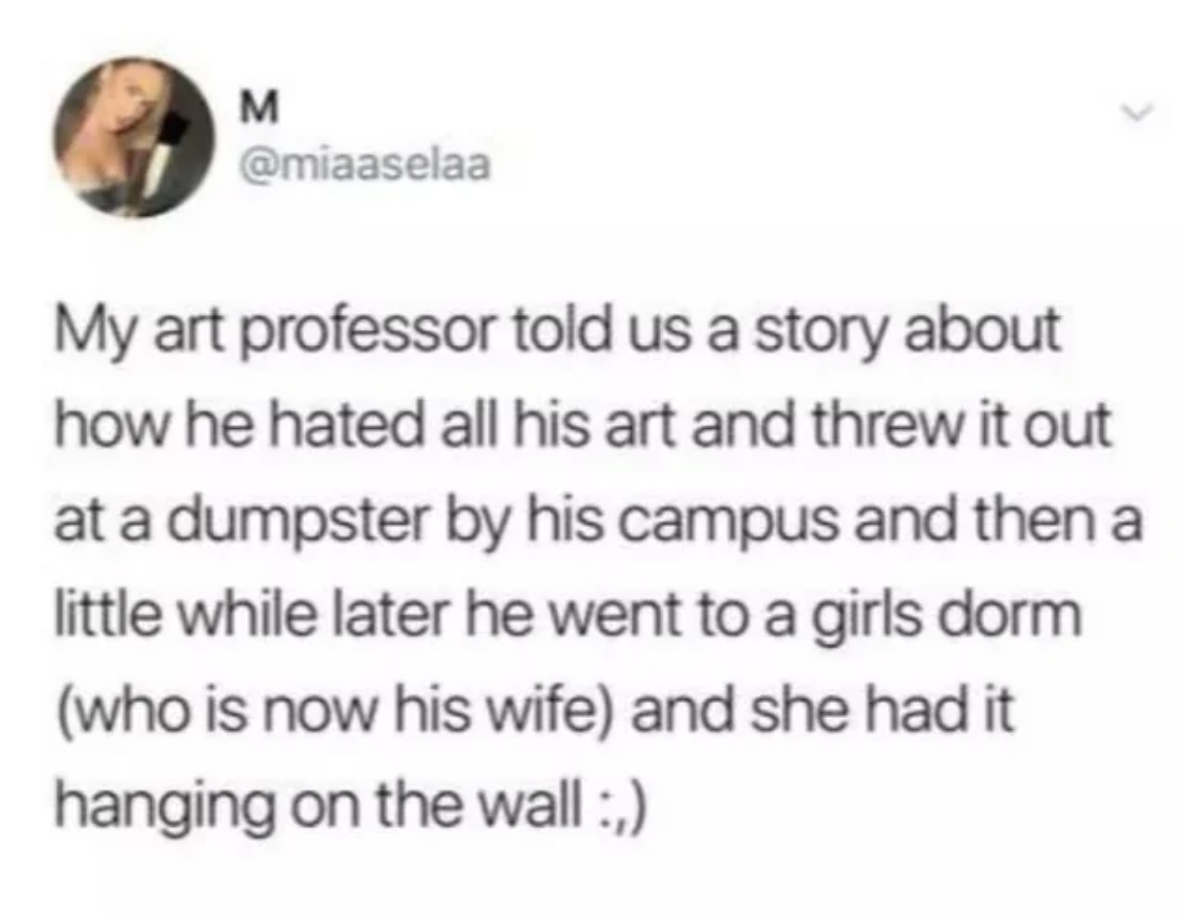 M
@miaaselaa
My art professor told us a story about
how he hated all his art and threw it out
at a dumpster by his campus and then a
little while later he went to a girls dorm
(who is now his wife) and she had it
hanging on the wall :,)